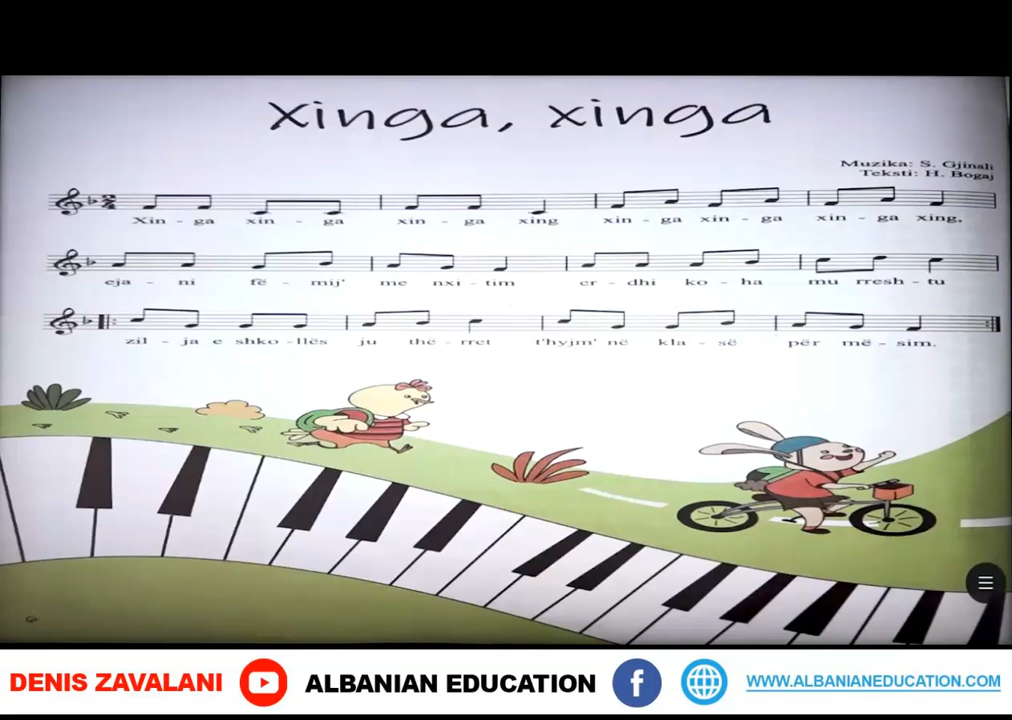 xinga, xinga
Muzika: S. Gjinali
Teksti: H. Bogaj
Xin - ga xin - ga xin - ga xing xin - ga xin - ga xin - ga xing,
eja - ni fë - mij' me nxi - tim er - dhi ko - ha mu rresh - tu
zil - ja e shko - llës ju thë - rret t'hyjm' në kla - së për më - sim.
DENIS ZAVALANI ALBANIAN EDUCATION WWW.ALBANIANEDUCATION.COM